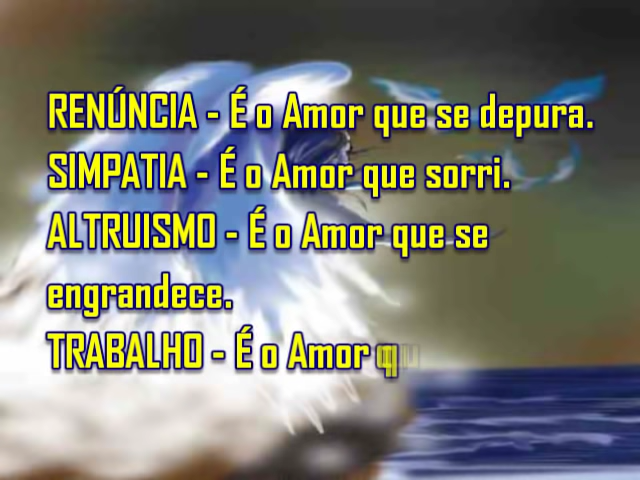 RENÚNCIA - É o Amor que se depura.
SIMPATIA - É o Amor que sorri.
ALTRUISMO - É o Amor que se
engrandece.
TRABALHO - É o Amor